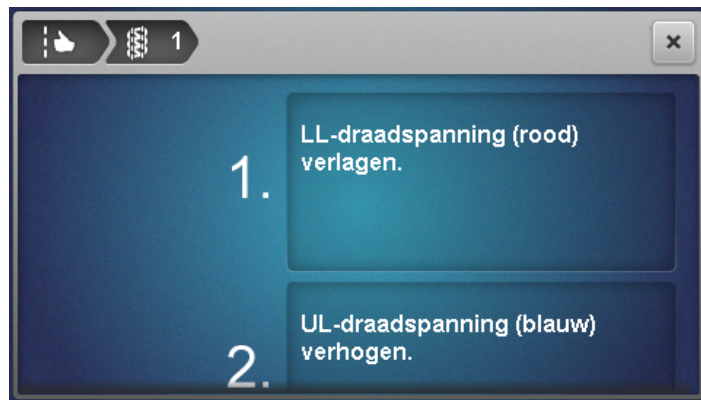 1
1.
LL-draadspanning (rood)
verlagen.
2.
UL-draadspanning (blauw)
verhogen.